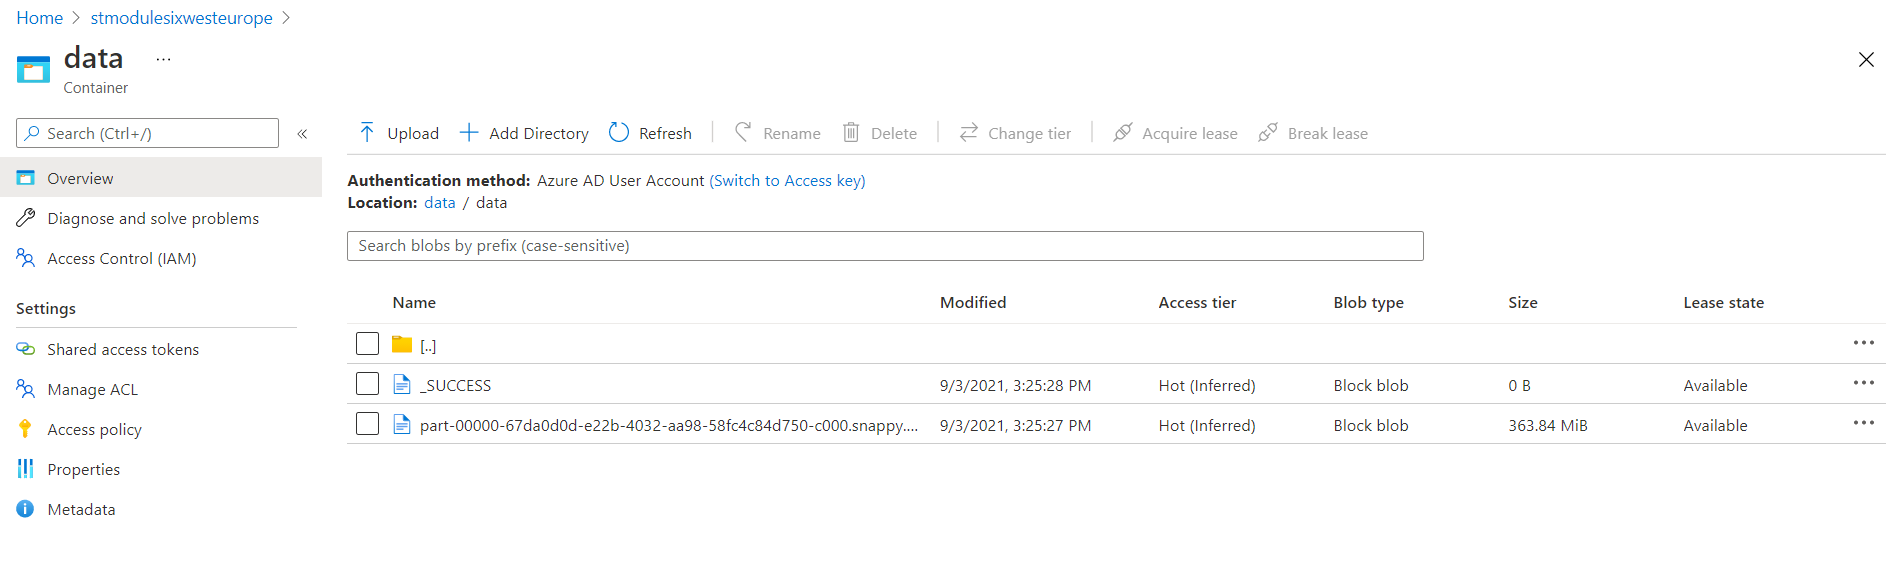 Home > stmodulesixwesteurope >
data ...
Container
Search (Ctrl+/) «
Overview
Diagnose and solve problems
Access Control (IAM)
Settings
Shared access tokens
Manage ACL
Access policy
Properties
Metadata
Upload Add Directory Refresh Rename Delete Change tier Acquire lease Break lease
Authentication method: Azure AD User Account (Switch to Access key)
Location: data / data
Search blobs by prefix (case-sensitive)
Name Modified Access tier Blob type Size Lease state
[..]
_SUCCESS 9/3/2021, 3:25:28 PM Hot (Inferred) Block blob 0 B Available
part-00000-67da0d0d-e22b-4032-aa98-58fc4c84d750-c000.snappy.... 9/3/2021, 3:25:27 PM Hot (Inferred) Block blob 363.84 MiB Available